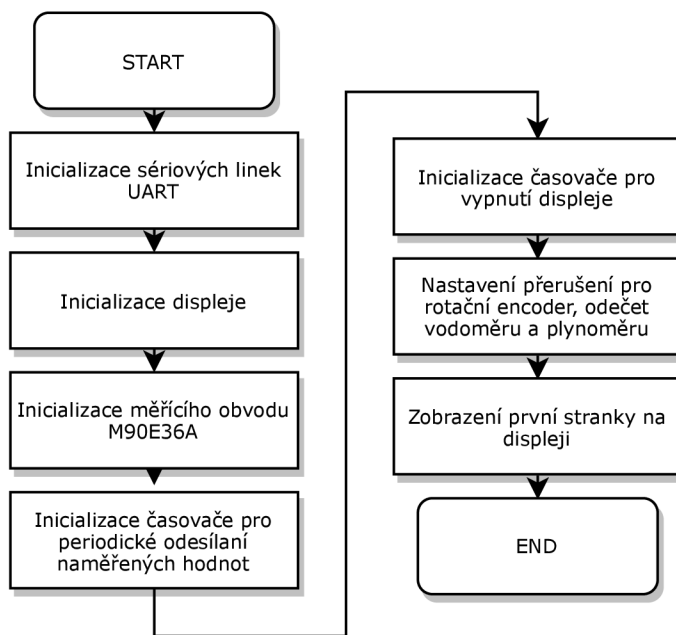 START
Inicializace sériových linek
UART
Inicializace displeje
Inicializace měřícího obvodu
M90E36A
Inicializace časovače pro
periodické odesílaní
naměřených hodnot
Inicializace časovače pro
vypnutí displeje
Nastavení přerušení pro
rotační encoder, odečet
vodoměru a plynoměru
Zobrazení první stranky na
displeji
END